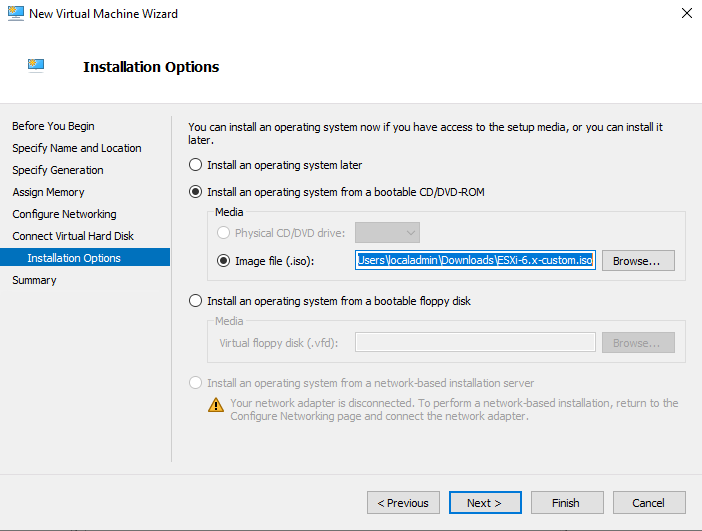 New Virtual Machine Wizard
Installation Options
Before You Begin
Specify Name and Location
Specify Generation
Assign Memory
Configure Networking
Connect Virtual Hard Disk
Installation Options
Summary
You can install an operating system now if you have access to the setup media, or you can install it
later.
Install an operating system later
Install an operating system from a bootable CD/DVD-ROM
Media
Physical CD/DVD drive:
Image file (.iso):
Users\localadmin\Downloads\ESXi-6.x-custom.iso
Browse...
Install an operating system from a bootable floppy disk
Media
Virtual floppy disk (.vfd):
Browse...
Install an operating system from a network-based installation server
Your network adapter is disconnected. To perform a network-based installation, return to the
Configure Networking page and connect the network adapter.
< Previous
Next >
Finish
Cancel